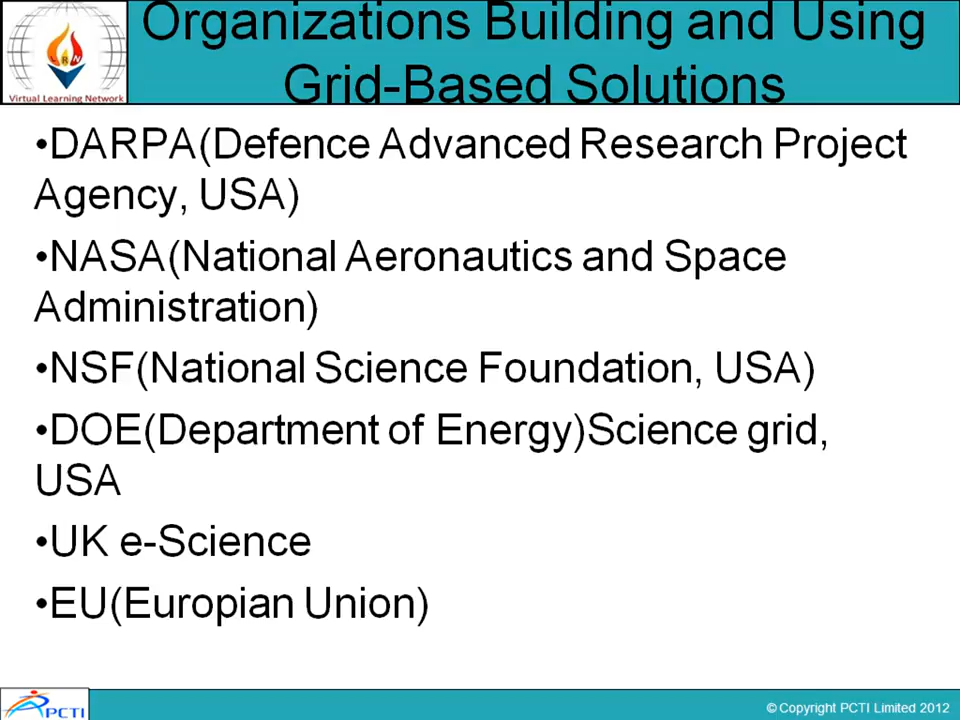 Organizations Building and Using
Grid-Based Solutions
Virtual Learning Network
•DARPA(Defence Advanced Research Project
Agency, USA)
•NASA(National Aeronautics and Space
Administration)
•NSF(National Science Foundation, USA)
•DOE(Department of Energy)Science grid,
USA
•UK e-Science
•EU(Europian Union)
PCTI
© Copyright PCTI Limited 2012